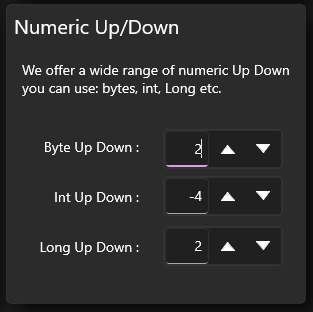 Numeric Up/Down
We offer a wide range of numeric Up Down
you can use: bytes, int, Long etc.
Byte Up Down : 2
Int Up Down : -4
Long Up Down : 2